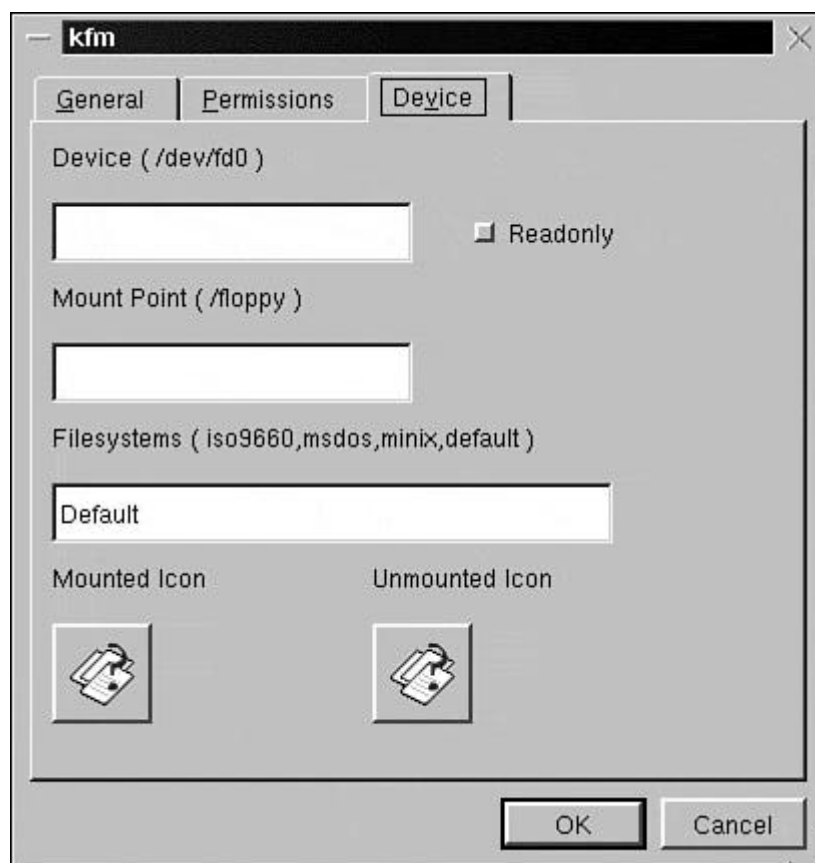 kfm
General Permissions Device
Device ( /dev/fd0 )
Readonly
Mount Point ( /floppy )
Filesystems ( iso9660,msdos,minix,default )
Default
Mounted Icon Unmounted Icon
OK Cancel